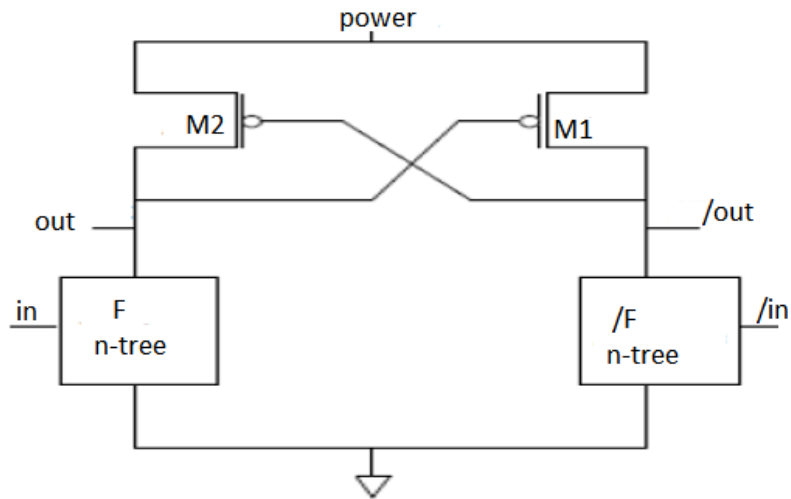 power
M2
M1
out
/out
in
F
n-tree
/F
n-tree
/in